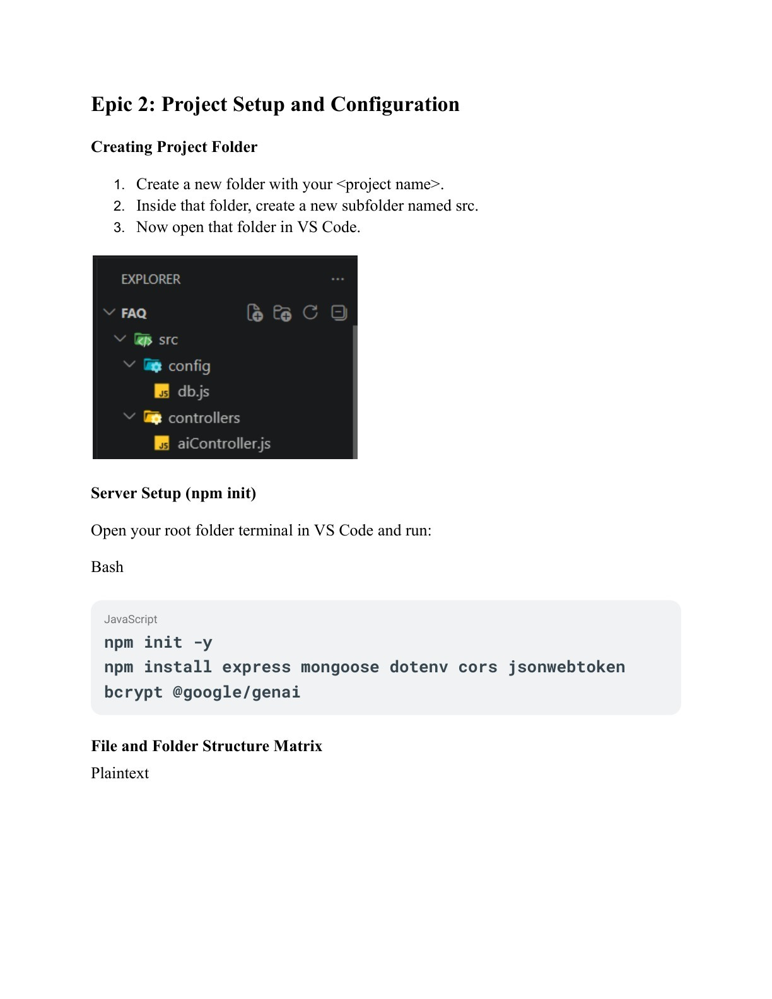 Epic 2: Project Setup and Configuration
Creating Project Folder
1. Create a new folder with your <project name>.
2. Inside that folder, create a new subfolder named src.
3. Now open that folder in VS Code.
EXPLORER
FAQ
src
config
db.js
controllers
aiController.js
Server Setup (npm init)
Open your root folder terminal in VS Code and run:
Bash
JavaScript
npm init -y
npm install express mongoose dotenv cors jsonwebtoken
bcrypt @google/genai
File and Folder Structure Matrix
Plaintext